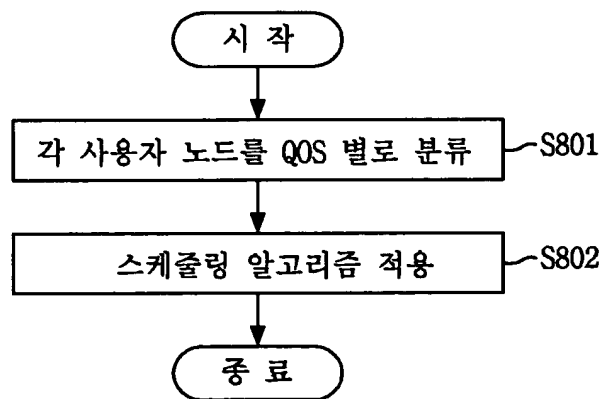 시 작
각 사용자 노드를 QOS 별로 분류
S801
스케줄링 알고리즘 적용
S802
종 료